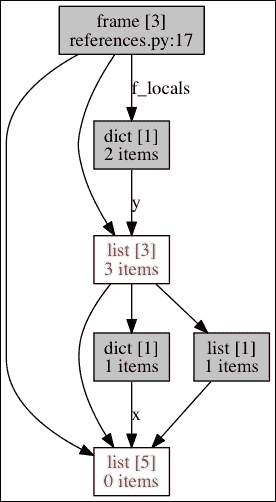 frame [3]
references.py:17
f_locals
dict [1]
2 items
y
list [3]
3 items
dict [1]
1 items
list [1]
1 items
x
list [5]
0 items